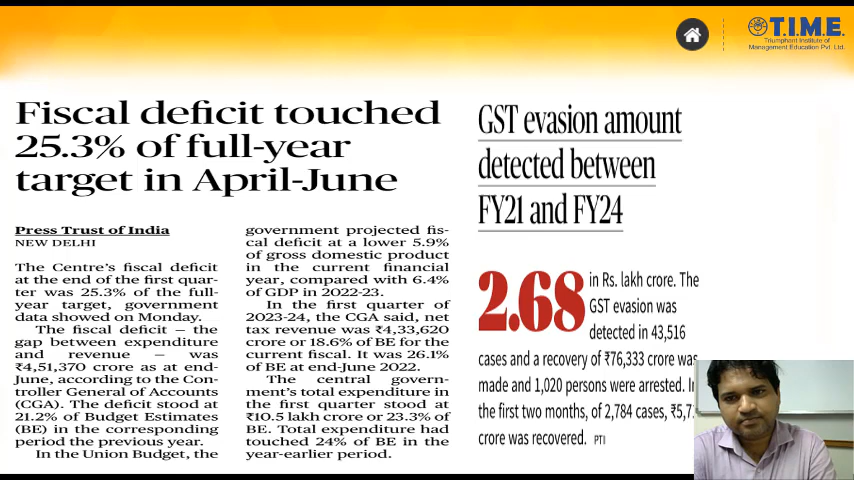 T.I.M.E.
Triumphant Institute of
Management Education Pvt. Ltd.
Fiscal deficit touched
25.3% of full-year
target in April-June
Press Trust of India
NEW DELHI
The Centre's fiscal deficit
at the end of the first quar-
ter was 25.3% of the full-
year target, government
data showed on Monday.
The fiscal deficit – the
gap between expenditure
and revenue – was
₹4,51,370 crore as at end-
June, according to the Con-
troller General of Accounts
(CGA). The deficit stood at
21.2% of Budget Estimates
(BE) in the corresponding
period the previous year.
In the Union Budget, the
government projected fis-
cal deficit at a lower 5.9%
of gross domestic product
in the current financial
year, compared with 6.4%
of GDP in 2022-23.
In the first quarter of
2023-24, the CGA said, net
tax revenue was ₹4,33,620
crore or 18.6% of BE for the
current fiscal. It was 26.1%
of BE at end-June 2022.
The central govern-
ment's total expenditure in
the first quarter stood at
₹10.5 lakh crore or 23.3% of
BE. Total expenditure had
touched 24% of BE in the
year-earlier period.
GST evasion amount
detected between
FY21 and FY24
2.68 in Rs. lakh crore. The
GST evasion was
detected in 43,516
cases and a recovery of ₹76,333 crore was
made and 1,020 persons were arrested. In
the first two months, of 2,784 cases,
crore was recovered. PTI